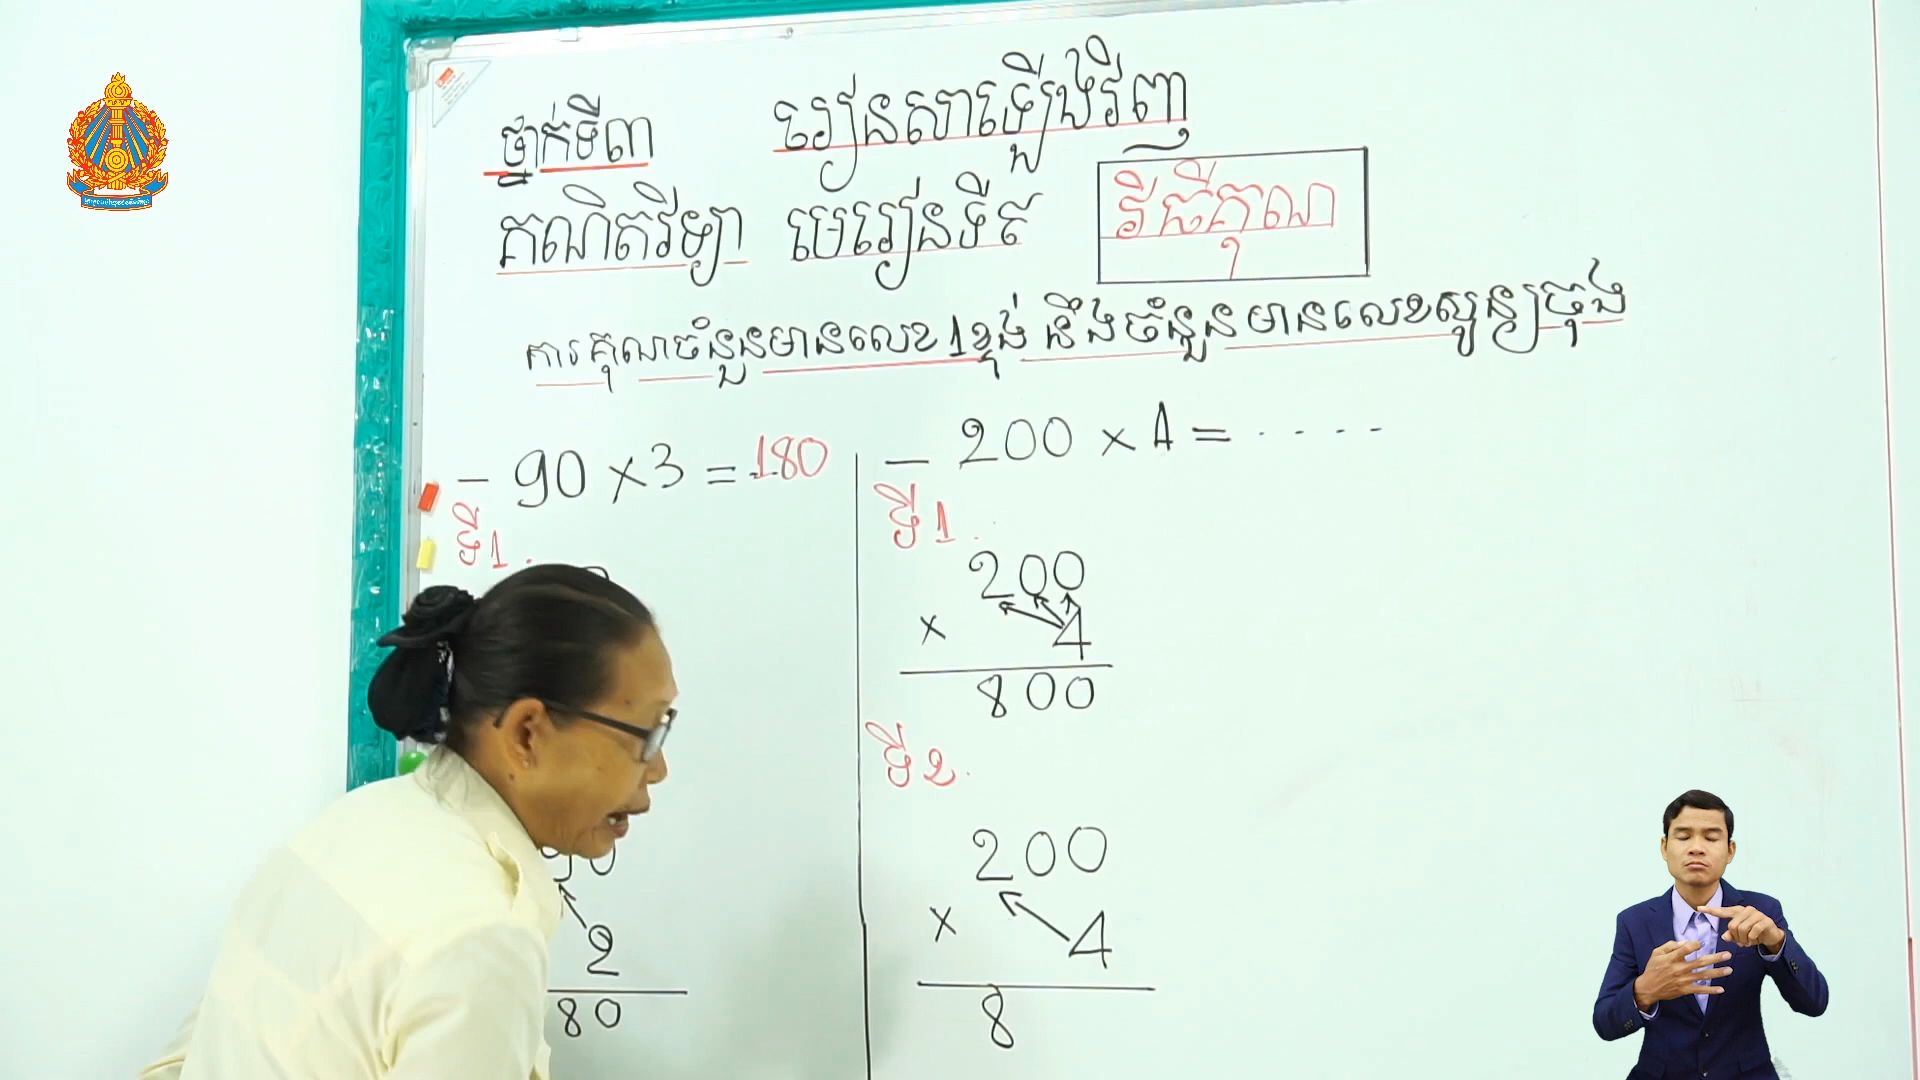 ថ្នាក់ទី៣ រៀនសាឡើងវិញ
គណិតវិទ្យា មេរៀនទី៩ វិធីគុណ
ការគុណចំនួនមានលេខ 1 ខ្ទង់ នឹងចំនួនមានលេខសូន្យចុង
- 90 × 3 = 180
ទី1.
90
2
80
- 200 × 4 = ....
ទី1.
200
× 4
800
ទី2.
200
× 4
8